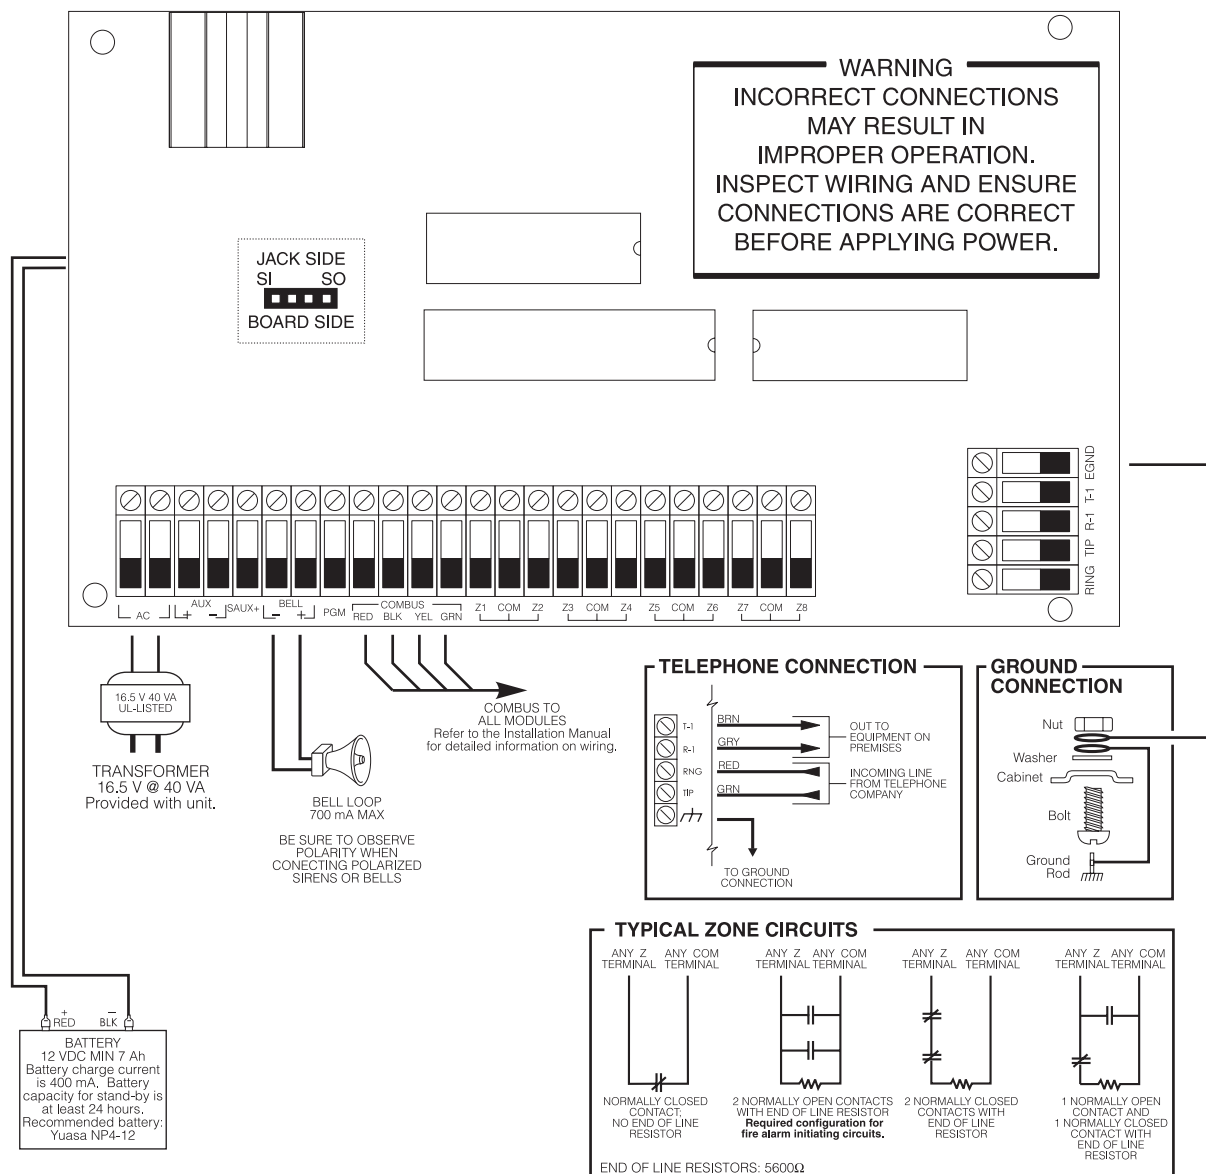 WARNING
INCORRECT CONNECTIONS
MAY RESULT IN
IMPROPER OPERATION.
INSPECT WIRING AND ENSURE
CONNECTIONS ARE CORRECT
BEFORE APPLYING POWER.
JACK SIDE
SI SO
BOARD SIDE
EGND
T-1
R-1
TIP
RING
AC
AUX
+ −
SAUX+
BELL
− +
PGM
COMBUS
RED BLK YEL GRN
Z1 COM Z2 Z3 COM Z4 Z5 COM Z6 Z7 COM Z8
16.5 V 40 VA
UL-LISTED
TRANSFORMER
16.5 V @ 40 VA
Provided with unit.
COMBUS TO
ALL MODULES
Refer to the Installation Manual
for detailed information on wiring.
BELL LOOP
700 mA MAX
BE SURE TO OBSERVE
POLARITY WHEN
CONECTING POLARIZED
SIRENS OR BELLS
TELEPHONE CONNECTION
T-1
R-1
RNG
TIP
BRN
GRY
RED
GRN
OUT TO
EQUIPMENT ON
PREMISES
INCOMING LINE
FROM TELEPHONE
COMPANY
TO GROUND
CONNECTION
GROUND
CONNECTION
Nut
Washer
Cabinet
Bolt
Ground
Rod
+ −
RED BLK
BATTERY
12 VDC MIN 7 Ah
Battery charge current
is 400 mA. Battery
capacity for stand-by is
at least 24 hours.
Recommended battery:
Yuasa NP4-12
TYPICAL ZONE CIRCUITS
ANY Z TERMINAL
ANY COM TERMINAL
NORMALLY CLOSED
CONTACT;
NO END OF LINE
RESISTOR
ANY Z TERMINAL
ANY COM TERMINAL
2 NORMALLY OPEN CONTACTS
WITH END OF LINE RESISTOR
Required configuration for
fire alarm initiating circuits.
ANY Z TERMINAL
ANY COM TERMINAL
2 NORMALLY CLOSED
CONTACTS WITH
END OF LINE
RESISTOR
ANY Z TERMINAL
ANY COM TERMINAL
1 NORMALLY OPEN
CONTACT AND
1 NORMALLY CLOSED
CONTACT WITH
END OF LINE
RESISTOR
END OF LINE RESISTORS: 5600Ω